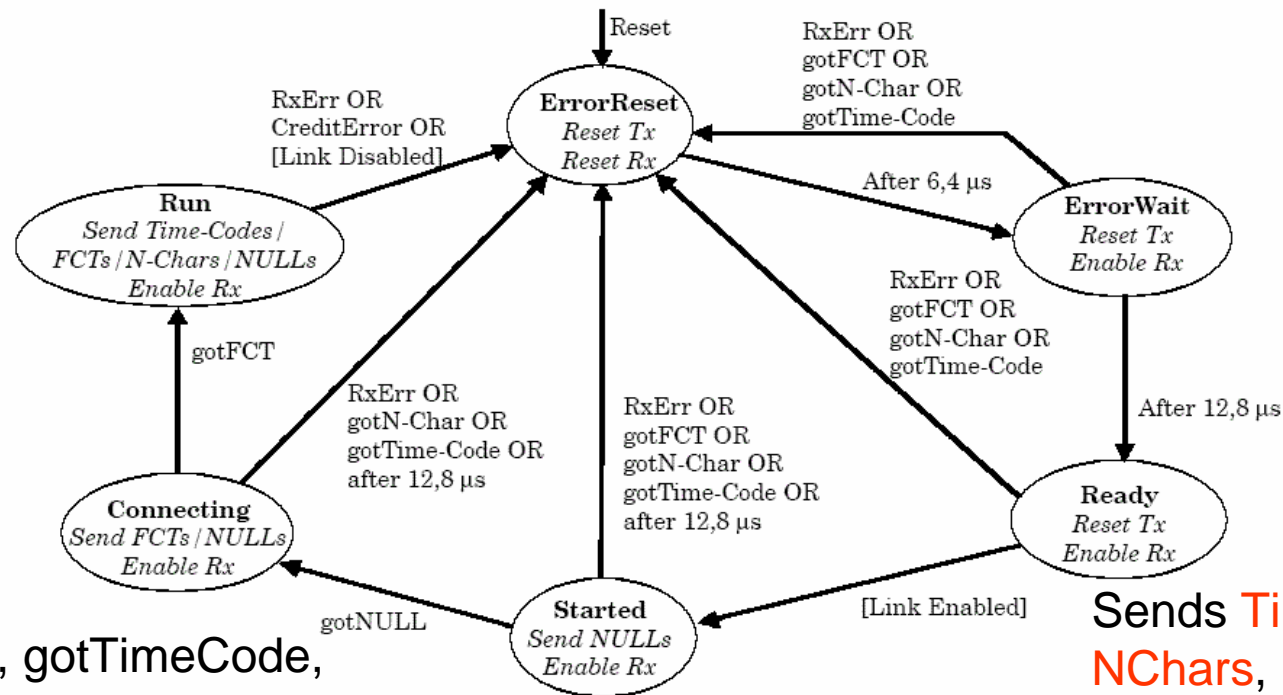 Reset
RxErr OR
gotFCT OR
gotN-Char OR
gotTime-Code
RxErr OR
CreditError OR
[Link Disabled]
ErrorReset
Reset Tx
Reset Rx
After 6,4 µs
ErrorWait
Reset Tx
Enable Rx
Run
Send Time-Codes/
FCTs/N-Chars/NULLs
Enable Rx
gotFCT
RxErr OR
gotFCT OR
gotN-Char OR
gotTime-Code
After 12,8 µs
RxErr OR
gotN-Char OR
gotTime-Code OR
after 12,8 µs
RxErr OR
gotFCT OR
gotN-Char OR
gotTime-Code OR
after 12,8 µs
Connecting
Send FCTs/NULLs
Enable Rx
Ready
Reset Tx
Enable Rx
gotNULL
Started
Send NULLs
Enable Rx
[Link Enabled]
, gotTimeCode,
Sends Ti
NChars,